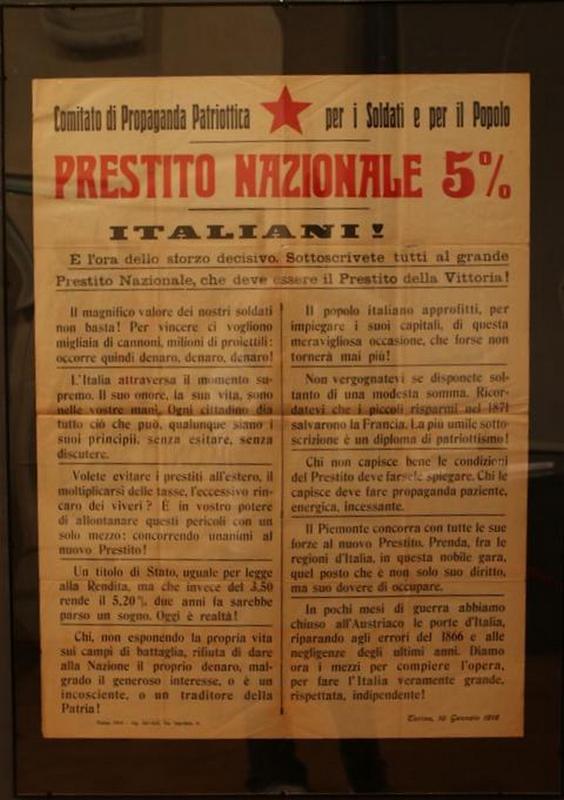 Comitato di Propaganda Patriottica per i Soldati e per il Popolo
PRESTITO NAZIONALE 5%
ITALIANI!
E l'ora dello sforzo decisivo. Sottoscrivete tutti al grande
Prestito Nazionale, che deve essere il Prestito della Vittoria!
Il magnifico valore dei nostri soldati
non basta! Per vincere ci vogliono
migliaia di cannoni, milioni di proiettili:
occorre quindi denaro, denaro, denaro!
L'Italia attraversa il momento su-
premo. Il suo onore, la sua vita, sono
nelle vostre mani. Ogni cittadino dia
tutto ciò che può, qualunque siano i
suoi principii, senza esitare, senza
discutere.
Volete evitare i prestiti all'estero, il
moltiplicarsi delle tasse, l'eccessivo rin-
caro dei viveri? È in vostro potere
di allontanare questi pericoli con un
solo mezzo: concorrendo unanimi al
nuovo Prestito!
Un titolo di Stato, uguale per legge
alla Rendita, ma che invece del 3,50
rende il 5,20%, due anni fa sarebbe
parso un sogno. Oggi è realtà!
Chi, non esponendo la propria vita
sui campi di battaglia, rifiuta di dare
alla Nazione il proprio denaro, mal-
grado il generoso interesse, o è un
incosciente, o un traditore della
Patria!
Il popolo italiano approfitti, per
impiegare i suoi capitali, di questa
meravigliosa occasione, che forse non
tornerà mai più!
Non vergognatevi se disponete sol-
tanto di una modesta somma. Ricor-
datevi che i piccoli risparmi nel 1871
salvarono la Francia. La più umile sotto-
scrizione è un diploma di patriottismo!
Chi non capisce bene le condizioni
del Prestito deve farsele spiegare. Chi le
capisce deve fare propaganda paziente,
energica, incessante.
Il Piemonte concorra con tutte le sue
forze al nuovo Prestito. Prenda, fra le
regioni d'Italia, in questa nobile gara,
quel posto che è non solo suo diritto,
ma suo dovere di occupare.
In pochi mesi di guerra abbiamo
chiuso all'Austriaco le porte d'Italia,
riparando agli errori del 1866 e alle
negligenze degli ultimi anni. Diamo
ora i mezzi per compiere l'opera,
per fare l'Italia veramente grande,
rispettata, indipendente!
Torino, 10 Gennaio 1916